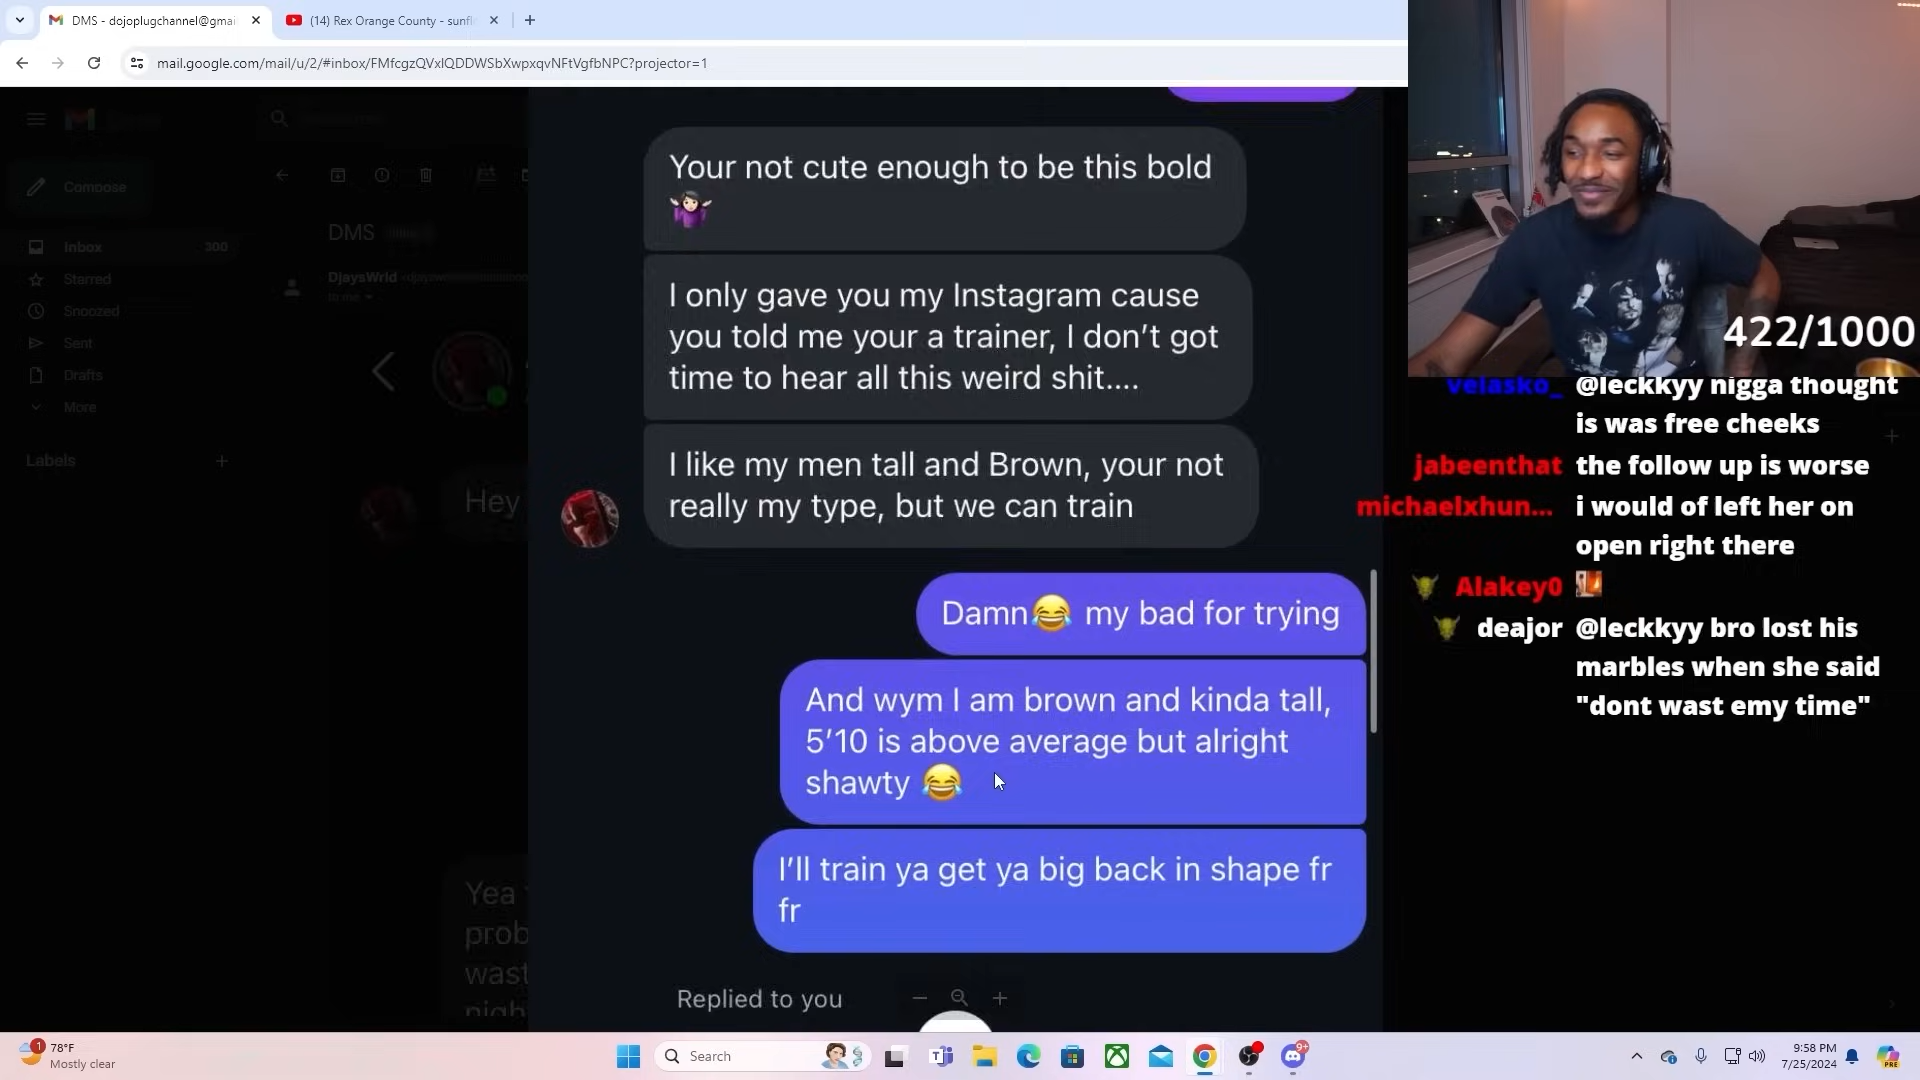 DMS - dojoplugchannel@gmai
(14) Rex Orange County - sunfl
mail.google.com/mail/u/2/#inbox/FMfcgzQVxlQDDWSbXwpxqvNFtVgfbNPC?projector=1
Compose
Inbox 300
Starred
Snoozed
Sent
Drafts
More
Labels
DMS
DjaysWrld
to me
Hey
Yea
prob
wast
nigh
Your not cute enough to be this bold
🤷🏻‍♀️
I only gave you my Instagram cause
you told me your a trainer, I don’t got
time to hear all this weird shit....
I like my men tall and Brown, your not
really my type, but we can train
Damn😂 my bad for trying
And wym I am brown and kinda tall,
5’10 is above average but alright
shawty 😂
I’ll train ya get ya big back in shape fr
fr
Replied to you
422/1000
velasko_ @leckkyy nigga thought
is was free cheeks
jabeenthat the follow up is worse
michaelxhun... i would of left her on
open right there
Alakey0
deajor @leckkyy bro lost his
marbles when she said
"dont wast emy time"
1
78°F
Mostly clear
Search
9+
9:58 PM
7/25/2024
PRE